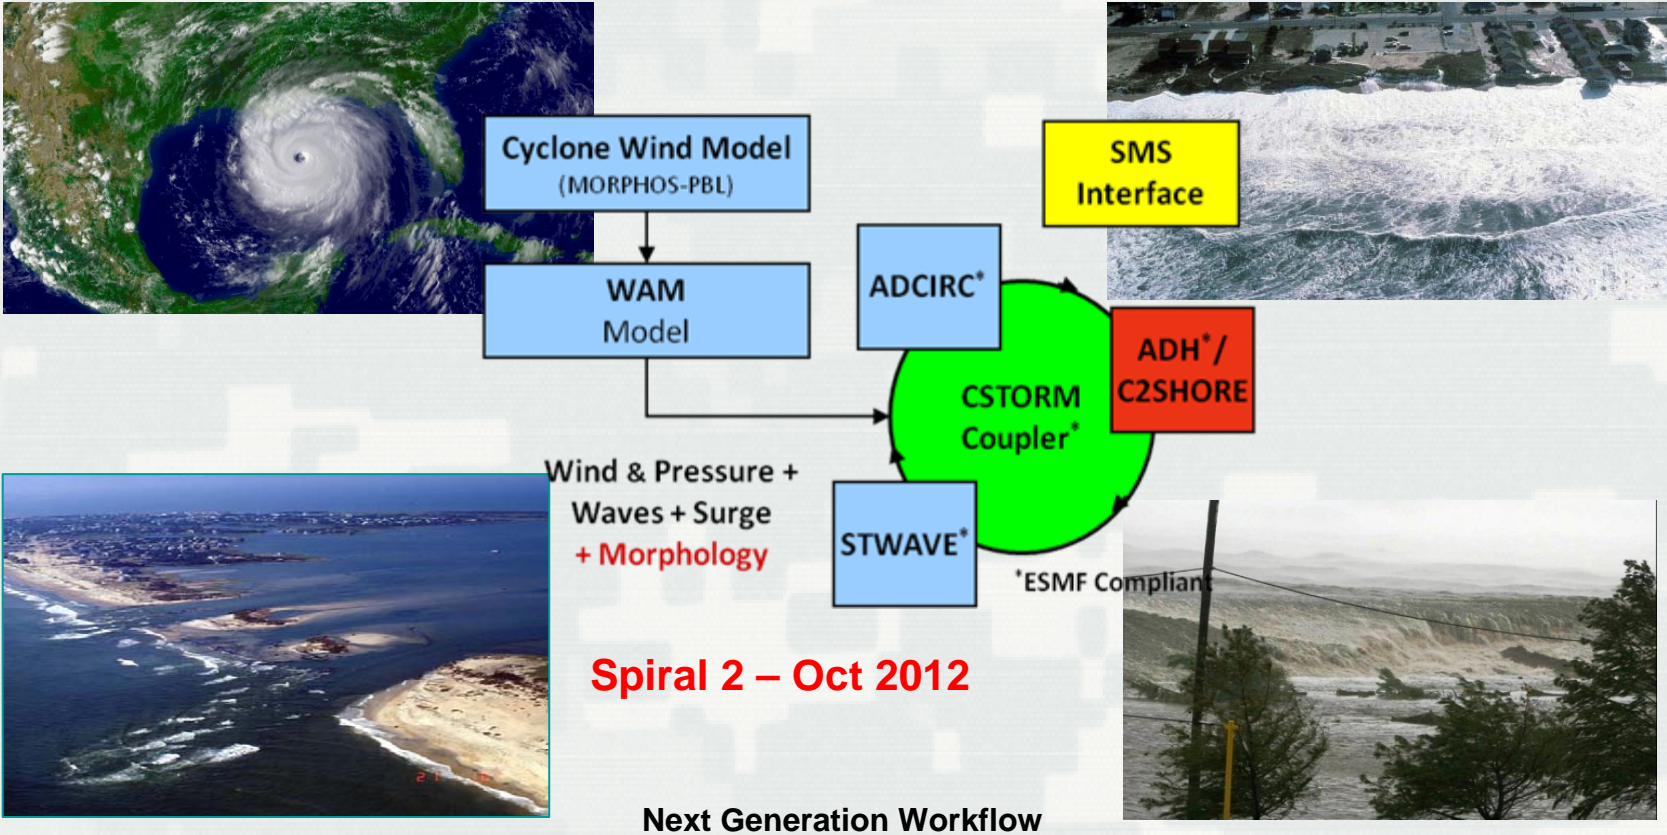 Cyclone Wind Model
(MORPHOS-PBL)
SMS
Interface
WAM
Model
ADCIRC*
ADH*/
C2SHORE
CSTORM
Coupler*
Wind & Pressure +
Waves + Surge
+ Morphology
STWAVE*
*ESMF Compliant
Spiral 2 – Oct 2012
Next Generation Workflow